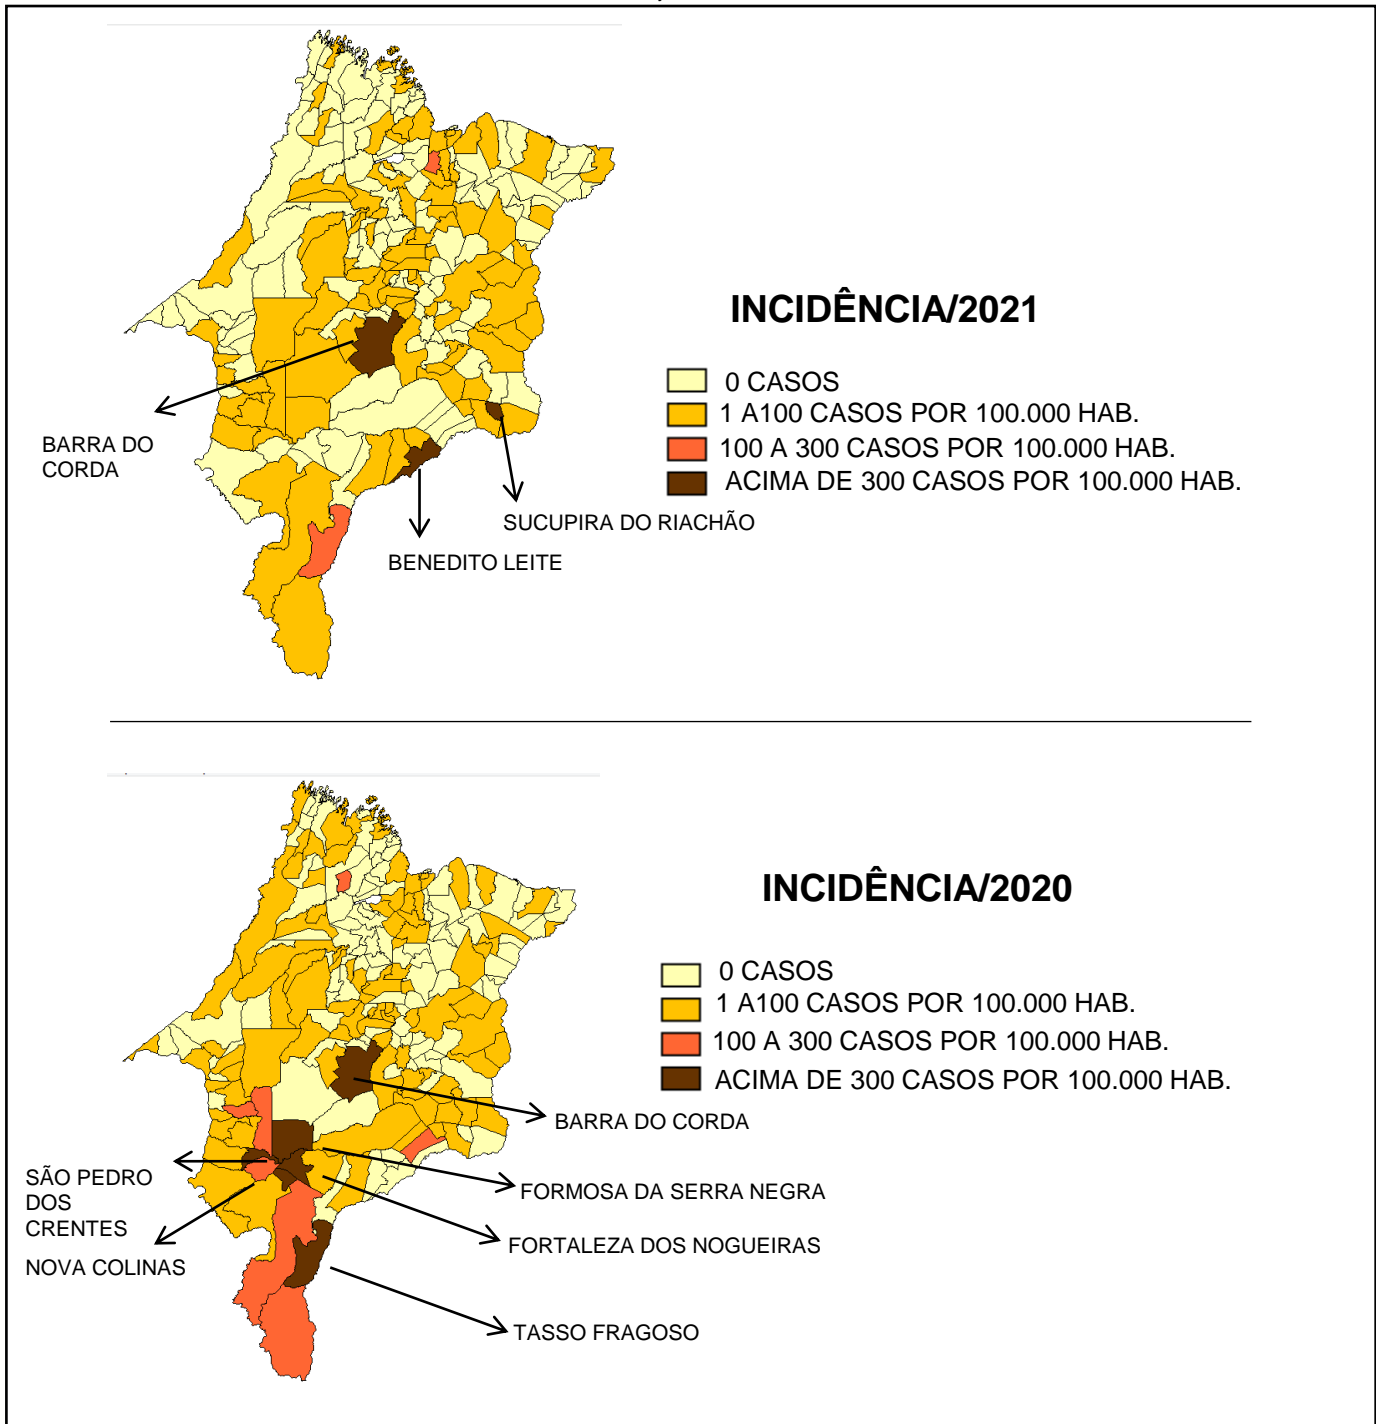 INCIDÊNCIA/2021
0 CASOS
1 A100 CASOS POR 100.000 HAB.
100 A 300 CASOS POR 100.000 HAB.
ACIMA DE 300 CASOS POR 100.000 HAB.
BARRA DO
CORDA
SUCUPIRA DO RIACHÃO
BENEDITO LEITE
INCIDÊNCIA/2020
0 CASOS
1 A100 CASOS POR 100.000 HAB.
100 A 300 CASOS POR 100.000 HAB.
ACIMA DE 300 CASOS POR 100.000 HAB.
BARRA DO CORDA
SÃO PEDRO
DOS
CRENTES
FORMOSA DA SERRA NEGRA
FORTALEZA DOS NOGUEIRAS
NOVA COLINAS
TASSO FRAGOSO